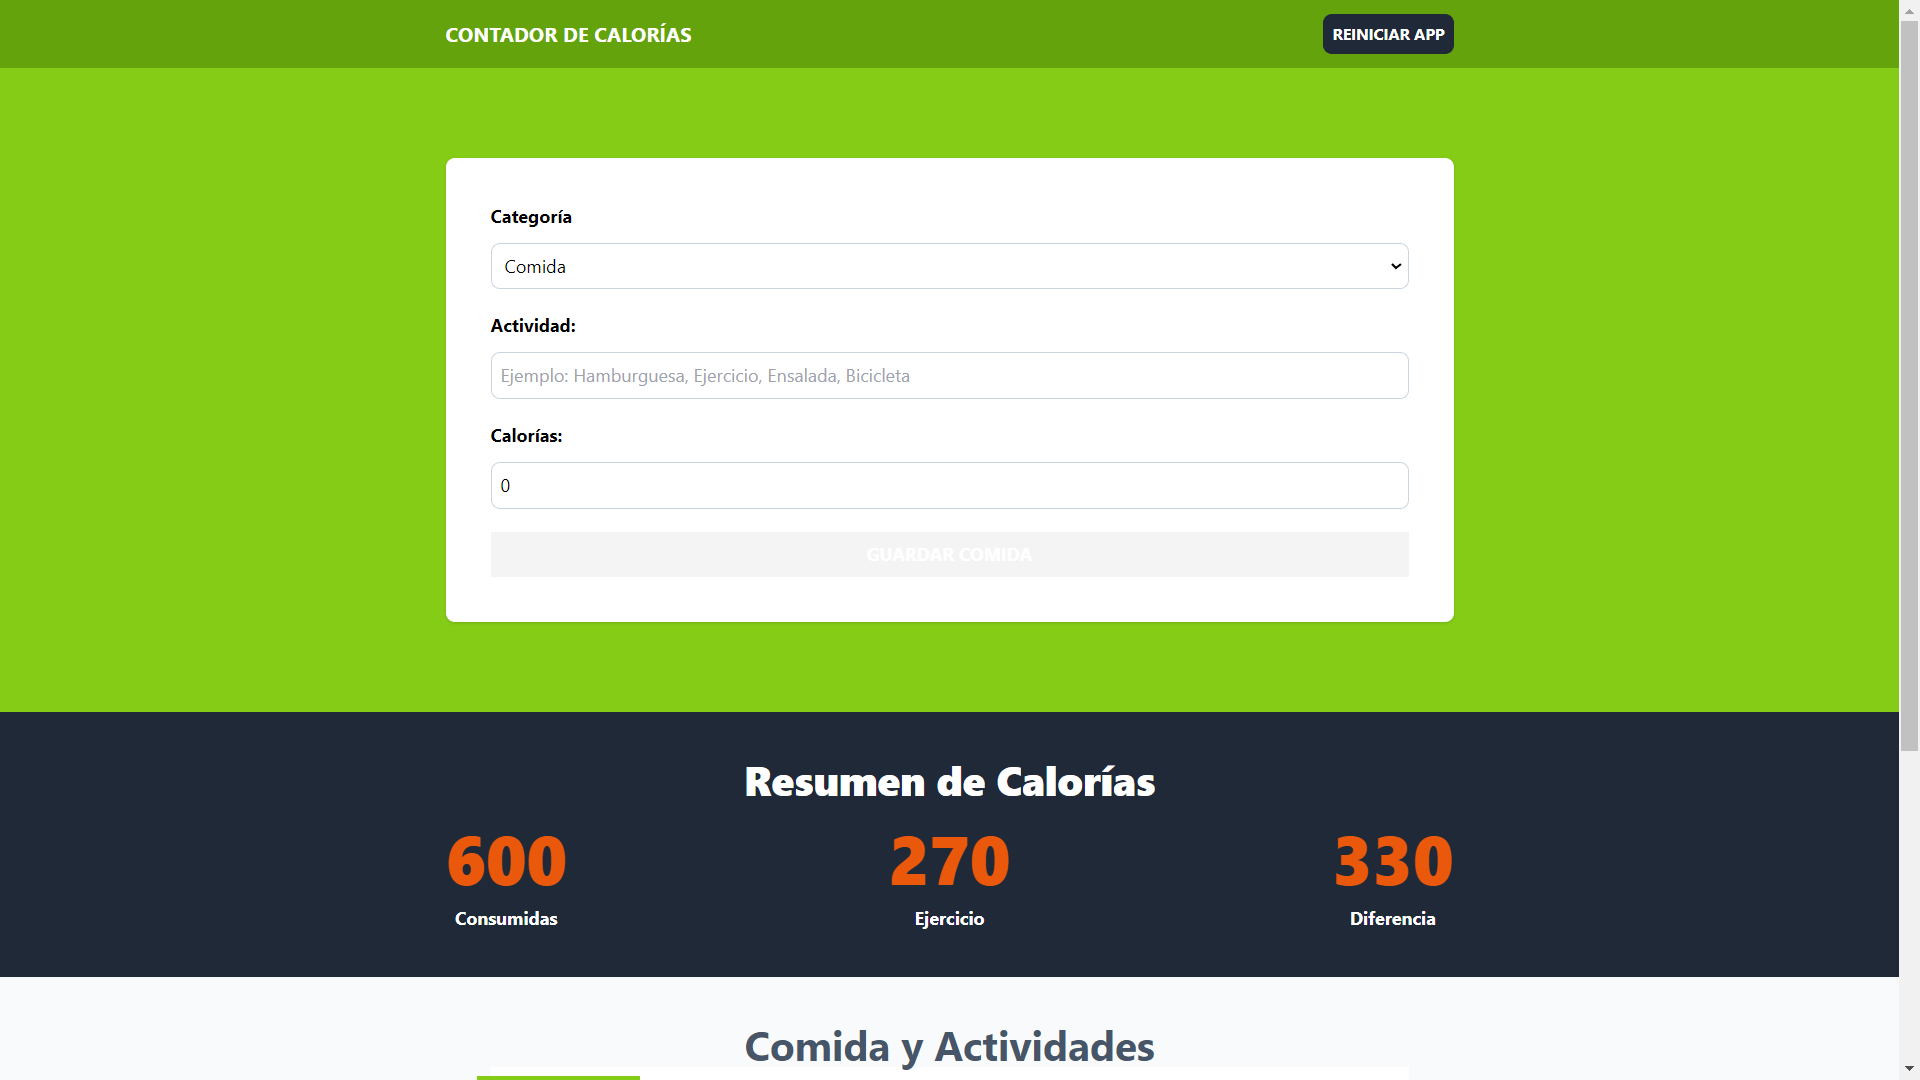 CONTADOR DE CALORÍAS
REINICIAR APP
Categoría
Comida
Actividad:
Ejemplo: Hamburguesa, Ejercicio, Ensalada, Bicicleta
Calorías:
0
GUARDAR COMIDA
Resumen de Calorías
600 270 330
Consumidas Ejercicio Diferencia
Comida y Actividades